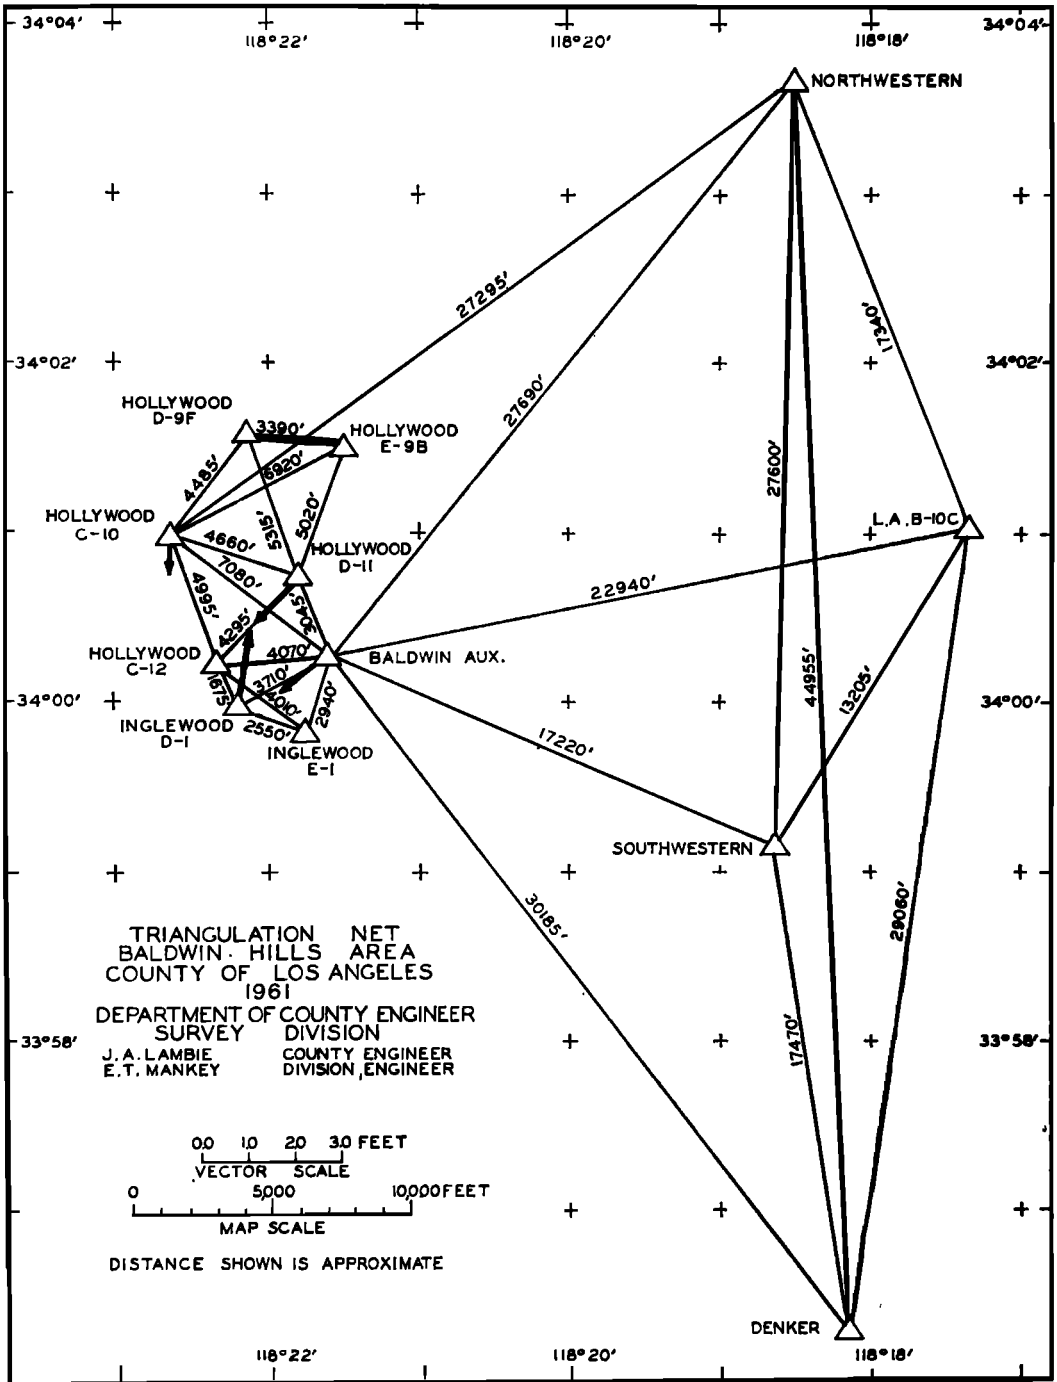 34°04'
118°22'
118°20'
118°18'
34°04'
NORTHWESTERN
27295'
17340'
34°02'
34°02'
27690'
HOLLYWOOD
D-9F
3390'
HOLLYWOOD
E-9B
6920'
4485'
27600'
HOLLYWOOD
C-10
5315'
5020'
L.A. B-10C
4660'
HOLLYWOOD
D-11
7080'
4995'
22940'
3045'
4295'
HOLLYWOOD
C-12
4070'
BALDWIN AUX.
44955'
13205'
3710'
1675'
4010'
2940'
34°00'
34°00'
INGLEWOOD
D-1
2550'
INGLEWOOD
E-1
17220'
SOUTHWESTERN
30185'
29060'
TRIANGULATION NET
BALDWIN HILLS AREA
COUNTY OF LOS ANGELES
1961
DEPARTMENT OF COUNTY ENGINEER
SURVEY DIVISION
J. A. LAMBIE COUNTY ENGINEER
E. T. MANKEY DIVISION ENGINEER
33°58'
17470'
33°58'
0.0 1.0 2.0 3.0 FEET
VECTOR SCALE
0 5,000 10,000 FEET
MAP SCALE
DISTANCE SHOWN IS APPROXIMATE
DENKER
118°22'
118°20'
118°18'